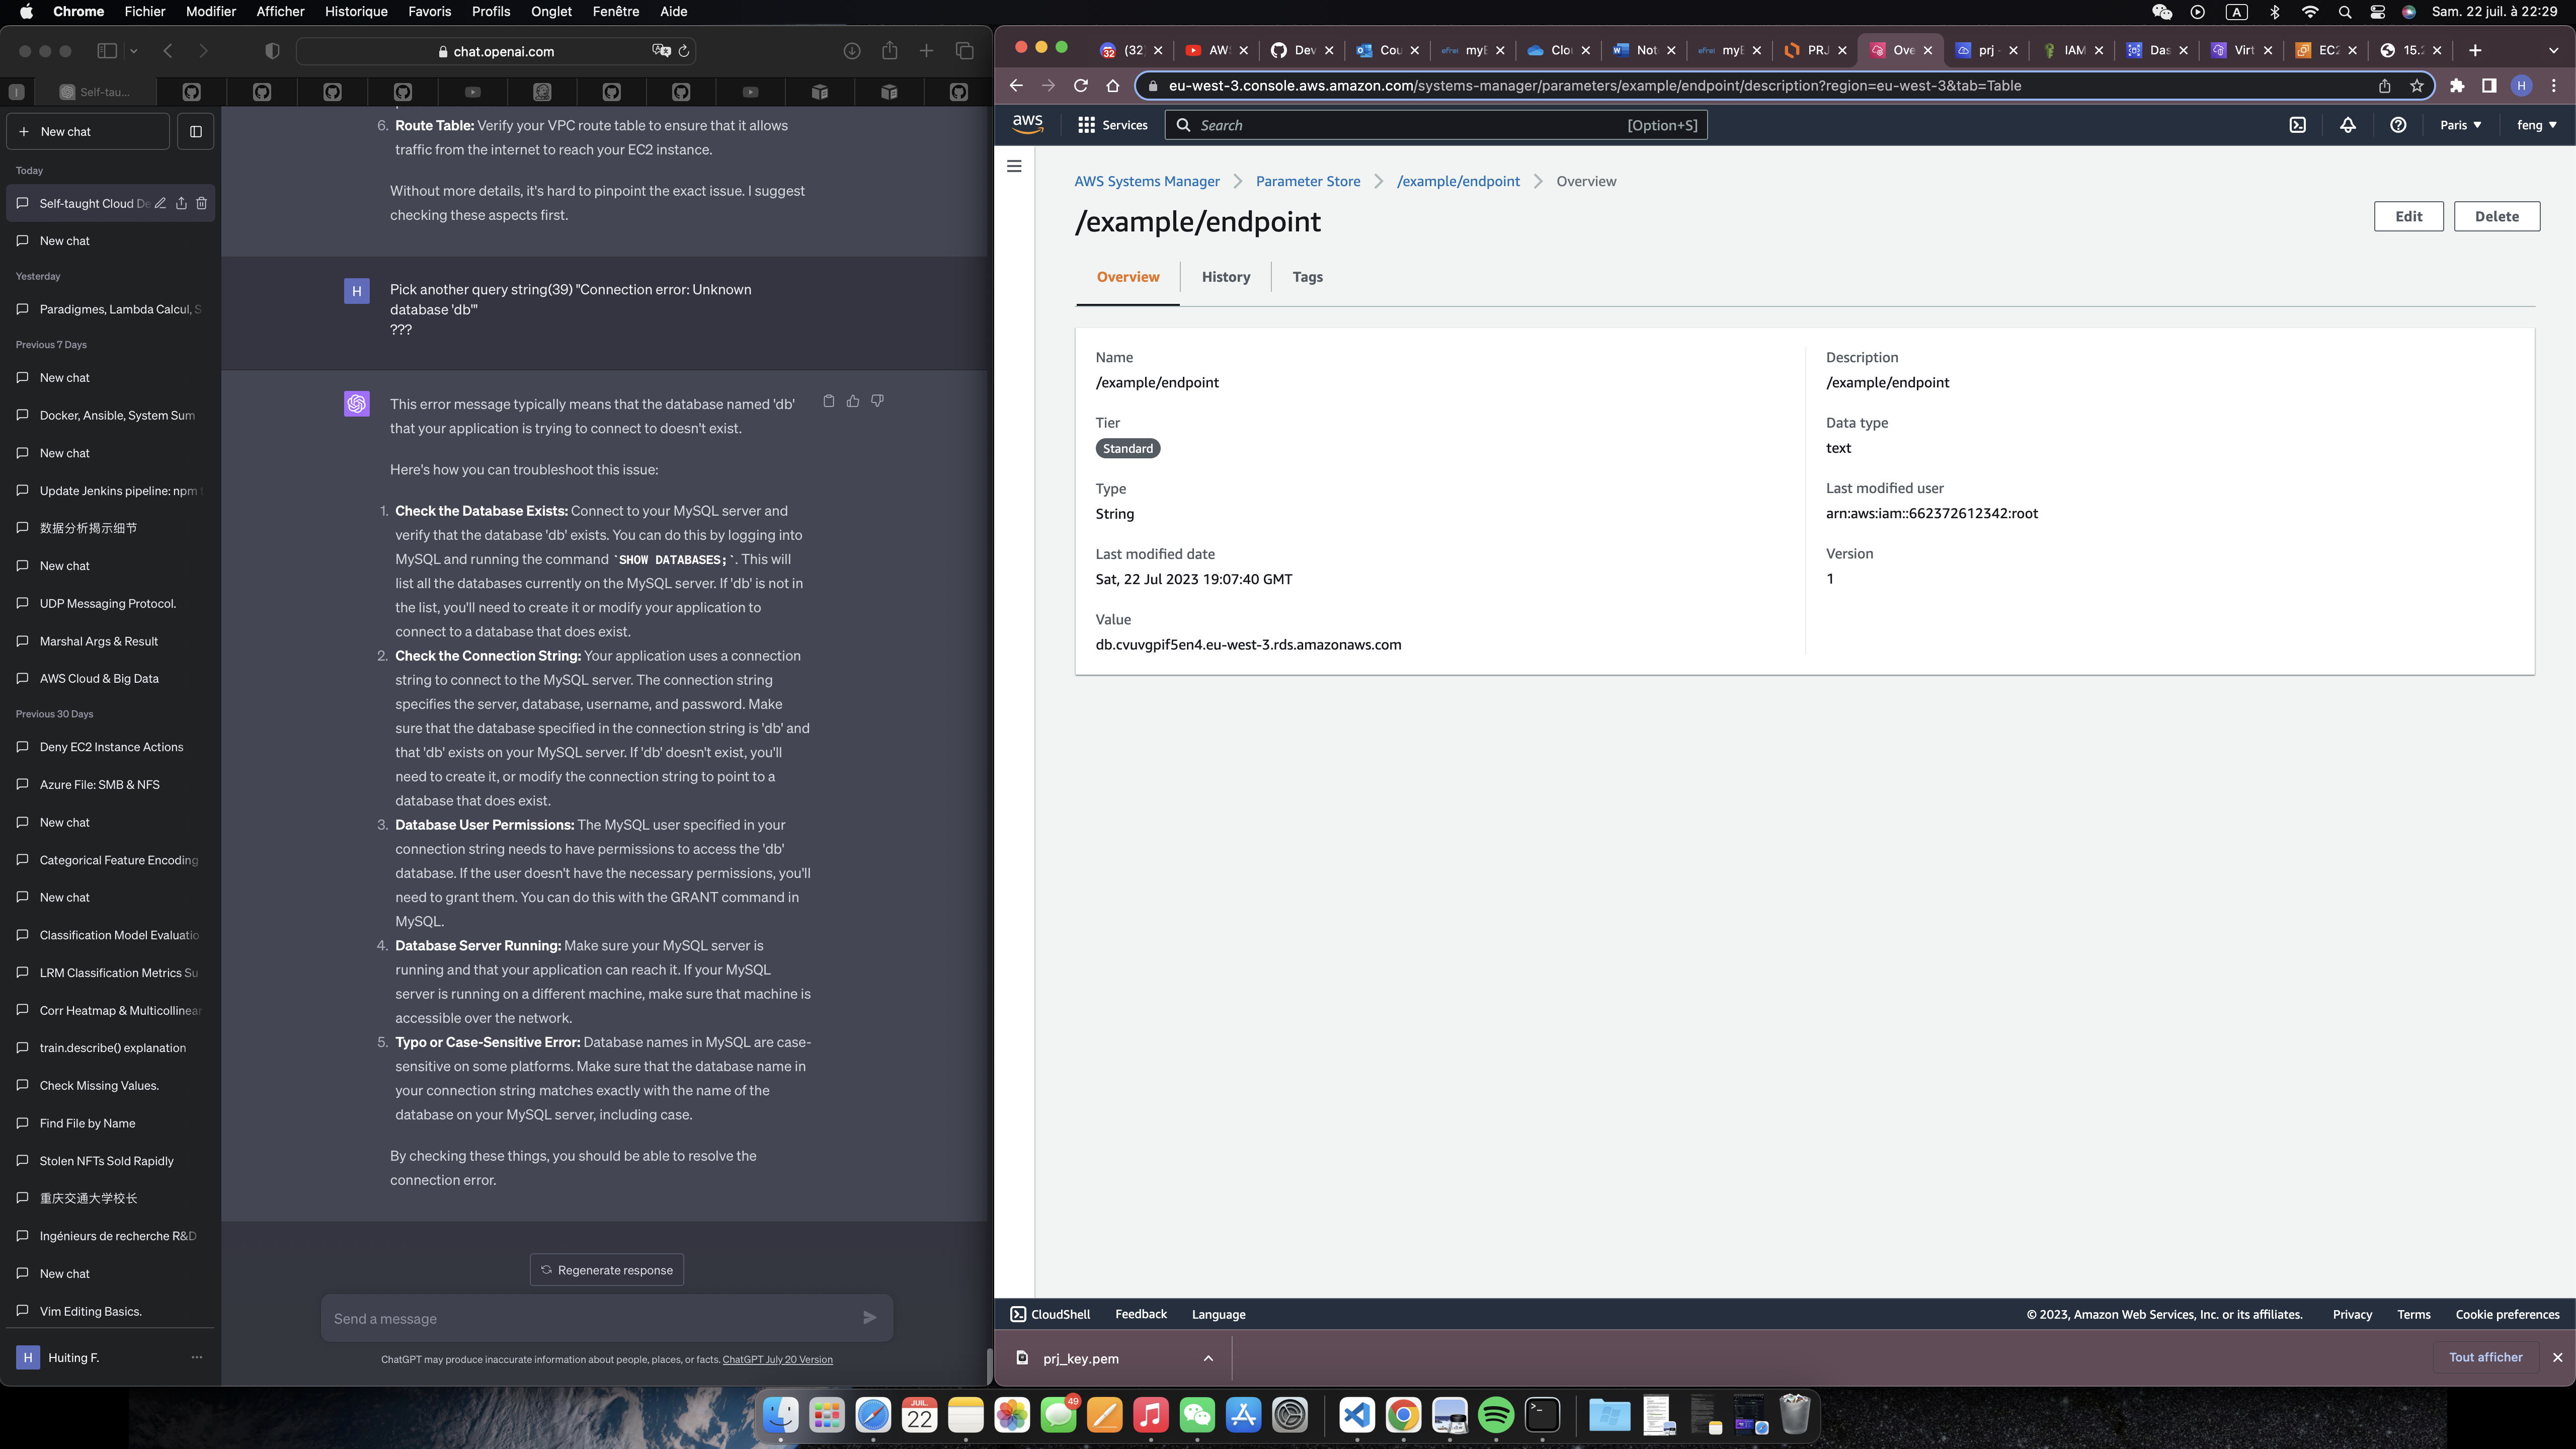 Chrome Fichier Modifier Afficher Historique Favoris Profils Onglet Fenêtre Aide
A
Sam. 22 juil. à 22:29
chat.openai.com
Self-tau...
New chat
Today
Self-taught Cloud De
New chat
Yesterday
Paradigmes, Lambda Calcul, S
Previous 7 Days
New chat
Docker, Ansible, System Sum
New chat
Update Jenkins pipeline: npm
数据分析揭示细节
New chat
UDP Messaging Protocol.
Marshal Args & Result
AWS Cloud & Big Data
Previous 30 Days
Deny EC2 Instance Actions
Azure File: SMB & NFS
New chat
Categorical Feature Encoding
New chat
Classification Model Evaluatio
LRM Classification Metrics Su
Corr Heatmap & Multicollinear
train.describe() explanation
Check Missing Values.
Find File by Name
Stolen NFTs Sold Rapidly
重庆交通大学校长
Ingénieurs de recherche R&D
New chat
Vim Editing Basics.
H Huiting F.
6. Route Table: Verify your VPC route table to ensure that it allows
traffic from the internet to reach your EC2 instance.
Without more details, it's hard to pinpoint the exact issue. I suggest
checking these aspects first.
H
Pick another query string(39) "Connection error: Unknown
database 'db'"
???
This error message typically means that the database named 'db'
that your application is trying to connect to doesn't exist.
Here's how you can troubleshoot this issue:
1. Check the Database Exists: Connect to your MySQL server and
verify that the database 'db' exists. You can do this by logging into
MySQL and running the command `SHOW DATABASES;`. This will
list all the databases currently on the MySQL server. If 'db' is not in
the list, you'll need to create it or modify your application to
connect to a database that does exist.
2. Check the Connection String: Your application uses a connection
string to connect to the MySQL server. The connection string
specifies the server, database, username, and password. Make
sure that the database specified in the connection string is 'db' and
that 'db' exists on your MySQL server. If 'db' doesn't exist, you'll
need to create it, or modify the connection string to point to a
database that does exist.
3. Database User Permissions: The MySQL user specified in your
connection string needs to have permissions to access the 'db'
database. If the user doesn't have the necessary permissions, you'll
need to grant them. You can do this with the GRANT command in
MySQL.
4. Database Server Running: Make sure your MySQL server is
running and that your application can reach it. If your MySQL
server is running on a different machine, make sure that machine is
accessible over the network.
5. Typo or Case-Sensitive Error: Database names in MySQL are case-
sensitive on some platforms. Make sure that the database name in
your connection string matches exactly with the name of the
database on your MySQL server, including case.
By checking these things, you should be able to resolve the
connection error.
Regenerate response
Send a message
ChatGPT may produce inaccurate information about people, places, or facts. ChatGPT July 20 Version
32 (32) AW Dev Cou efrei myE Clou Not efrei myE PRJ Ove prj IAM Das Virt EC2 15.
eu-west-3.console.aws.amazon.com/systems-manager/parameters/example/endpoint/description?region=eu-west-3&tab=Table
H
aws Services Search [Option+S] Paris feng
AWS Systems Manager Parameter Store /example/endpoint Overview
/example/endpoint
Edit Delete
Overview History Tags
Name
/example/endpoint
Tier
Standard
Type
String
Last modified date
Sat, 22 Jul 2023 19:07:40 GMT
Value
db.cvuvgpif5en4.eu-west-3.rds.amazonaws.com
Description
/example/endpoint
Data type
text
Last modified user
arn:aws:iam::662372612342:root
Version
1
CloudShell Feedback Language
© 2023, Amazon Web Services, Inc. or its affiliates. Privacy Terms Cookie preferences
prj_key.pem
Tout afficher
JUIL.
22
49